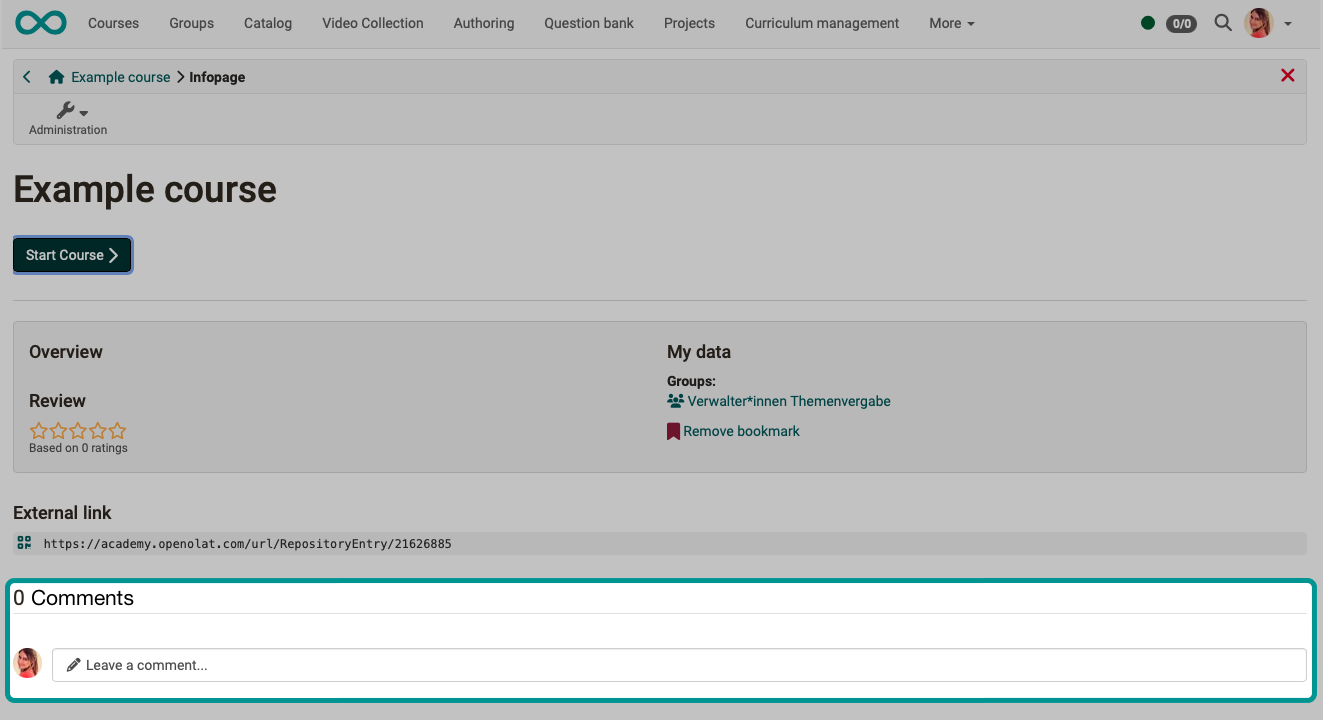 Courses Groups Catalog Video Collection Authoring Question bank Projects Curriculum management More 0/0
Example course Infopage
Administration
Example course
Start Course
Overview
Review
Based on 0 ratings
My data
Groups:
Verwalter*innen Themenvergabe
Remove bookmark
External link
https://academy.openolat.com/url/RepositoryEntry/21626885
0 Comments
Leave a comment...